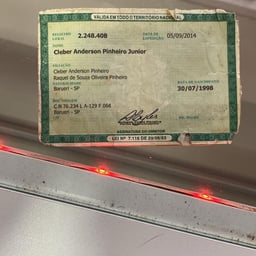 VÁLIDA EM TODO O TERRITÓRIO NACIONAL
REGISTRO GERAL 2.248.408 DATA DE EXPEDIÇÃO 05/09/2014
NOME
Cleber Anderson Pinheiro Junior
FILIAÇÃO
Cleber Anderson Pinheiro
Raquel de Souza Oliveira Pinheiro
NATURALIDADE DATA DE NASCIMENTO
Barueri - SP 30/07/1998
DOC ORIGEM
C.N 76.234 L A-129 F 066
Barueri - SP
ASSINATURA DO DIRETOR
LEI Nº 7.116 DE 29/08/83